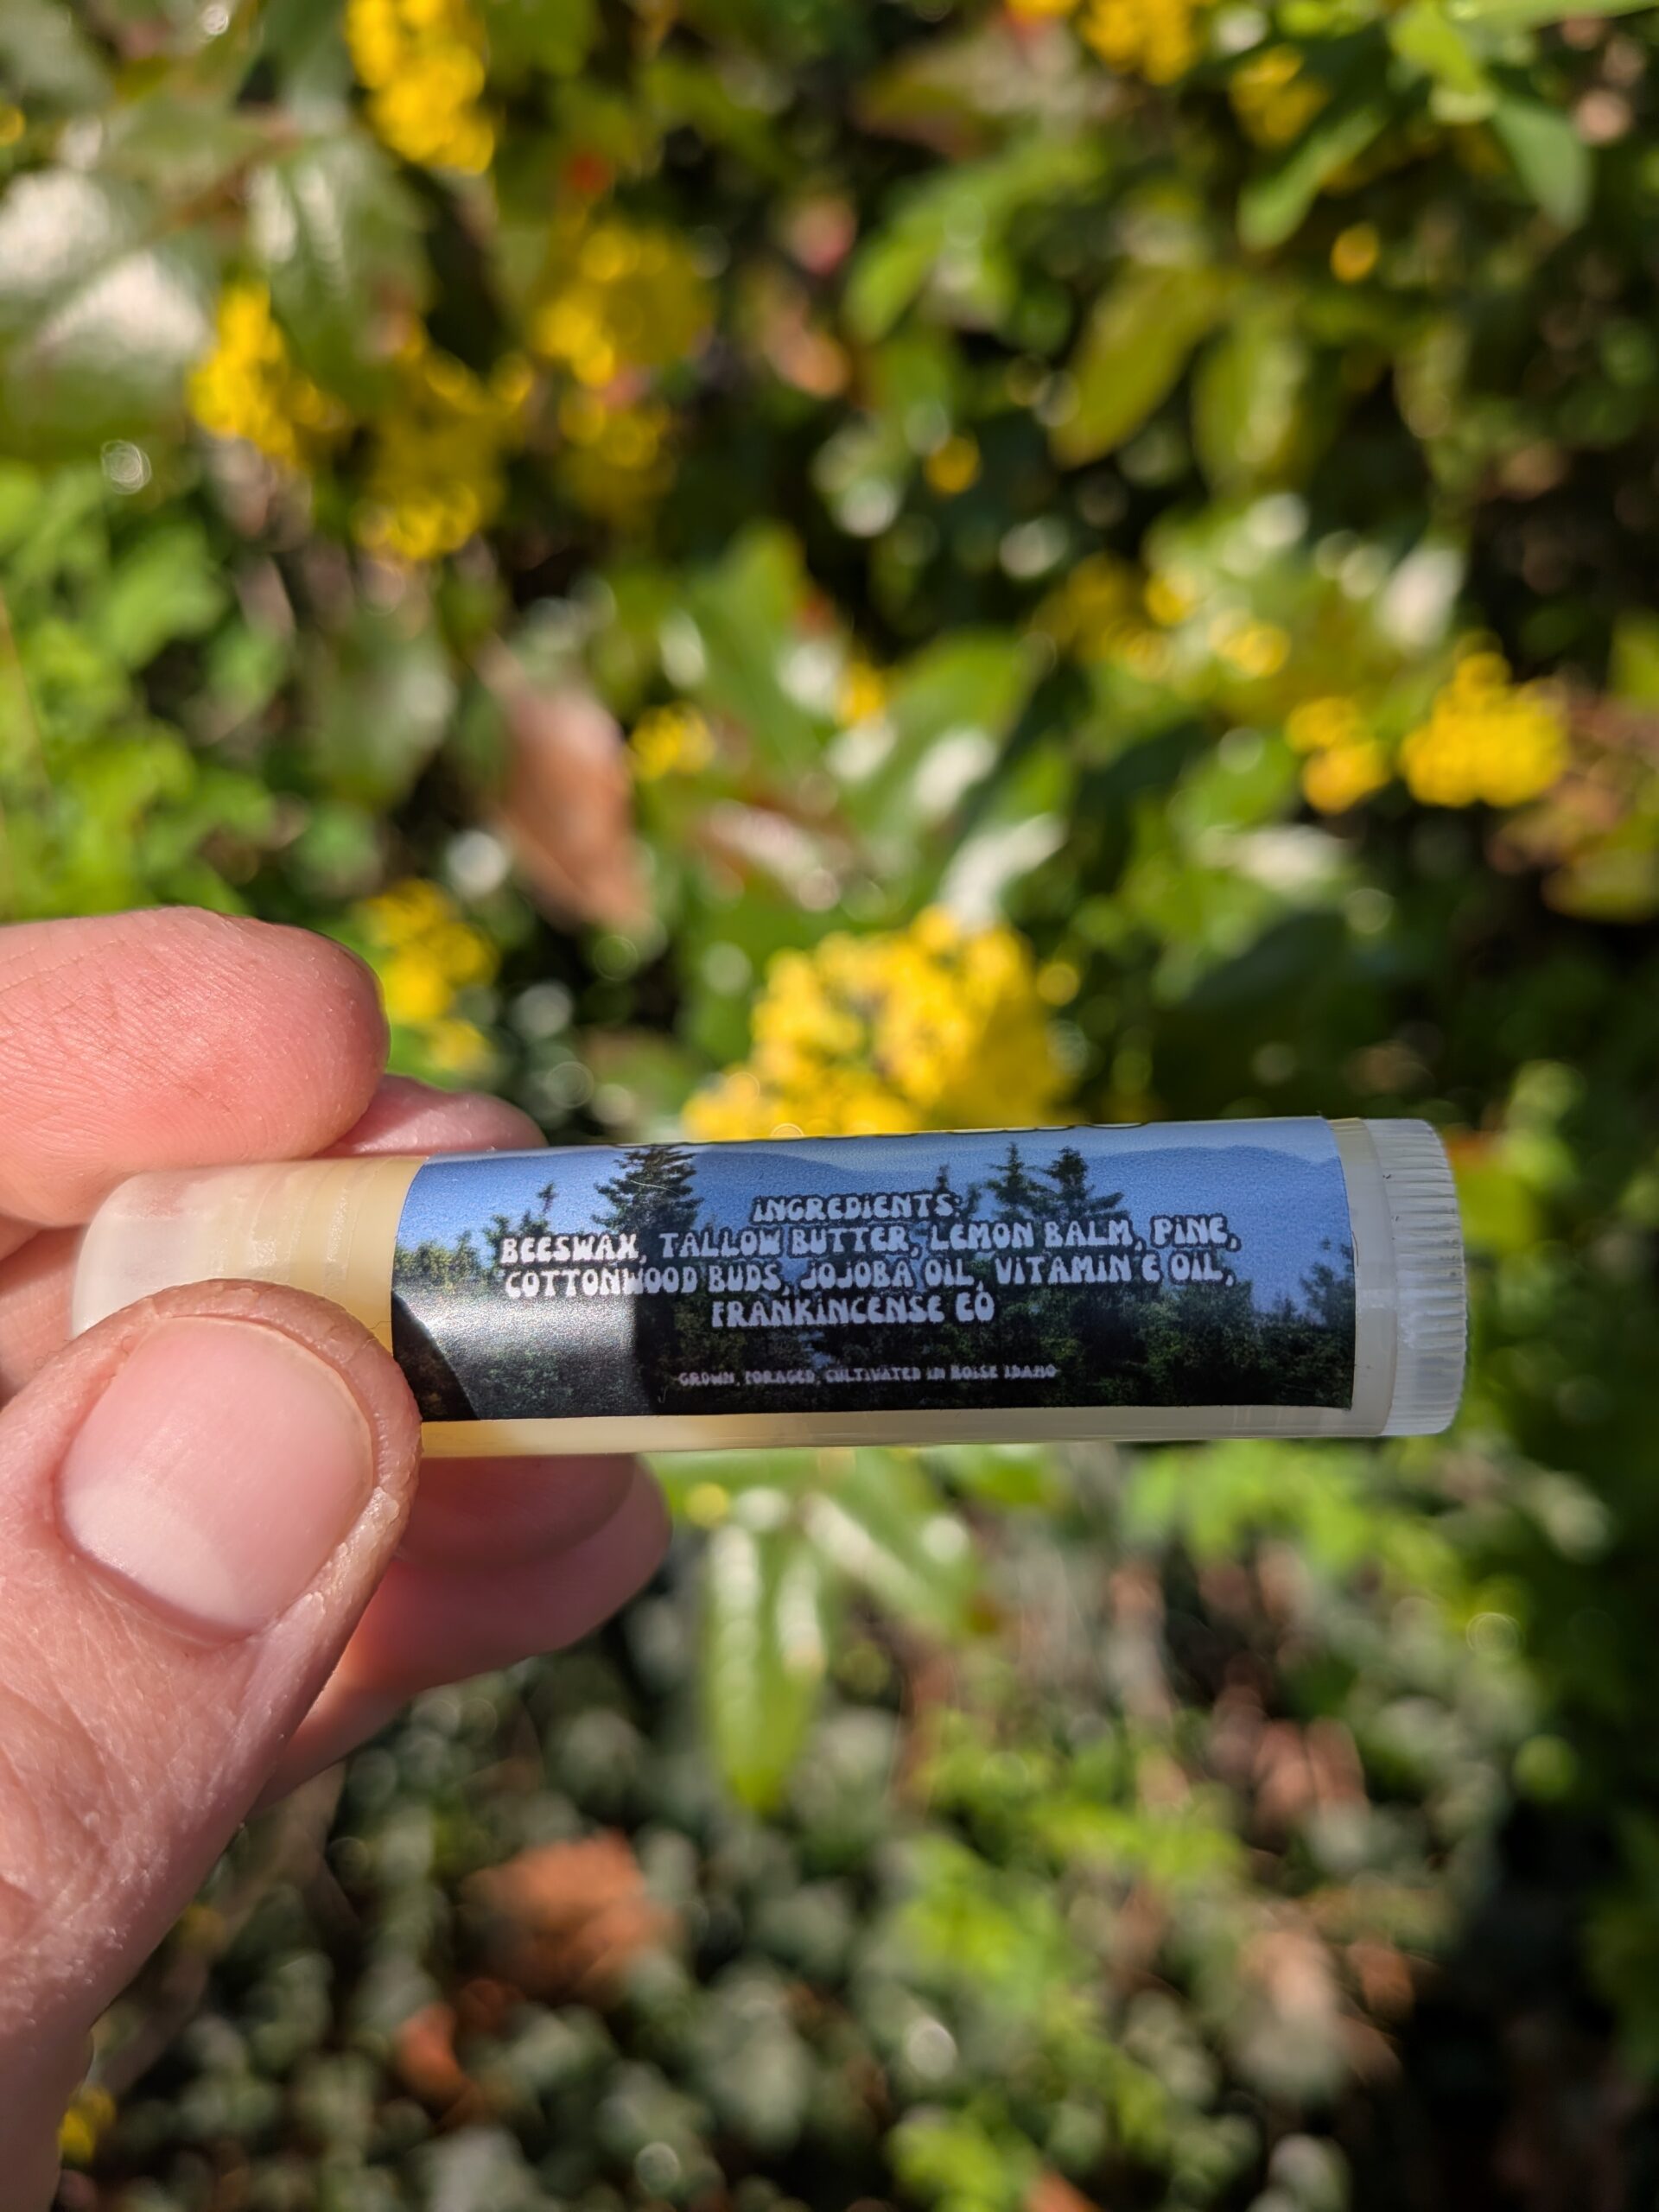 iNGREDiENTS:
BEESWAX, TALLOW BUTTER, LEMON BALM, PiNE,
COTTONWOOD BUDS, JOJOBA OiL, ViTAMiN E OiL,
FRANKiNCENSE EO
GROWN, FORAGED, CULTiVATED iN BOiSE iDAHO